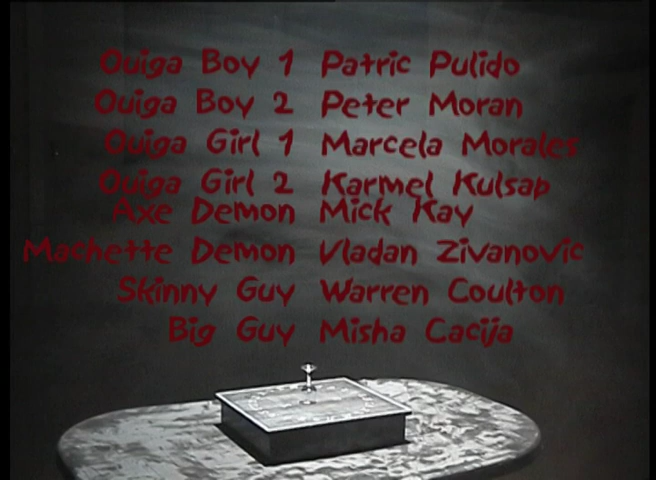 Ouiga Boy 1 Patric Pulido
Ouiga Boy 2 Peter Moran
Ouiga Girl 1 Marcela Morales
Ouiga Girl 2 Karmel Kulsap
Axe Demon Mick Kay
Machette Demon Vladan Zivanovic
Skinny Guy Warren Coulton
Big Guy Misha Cacija